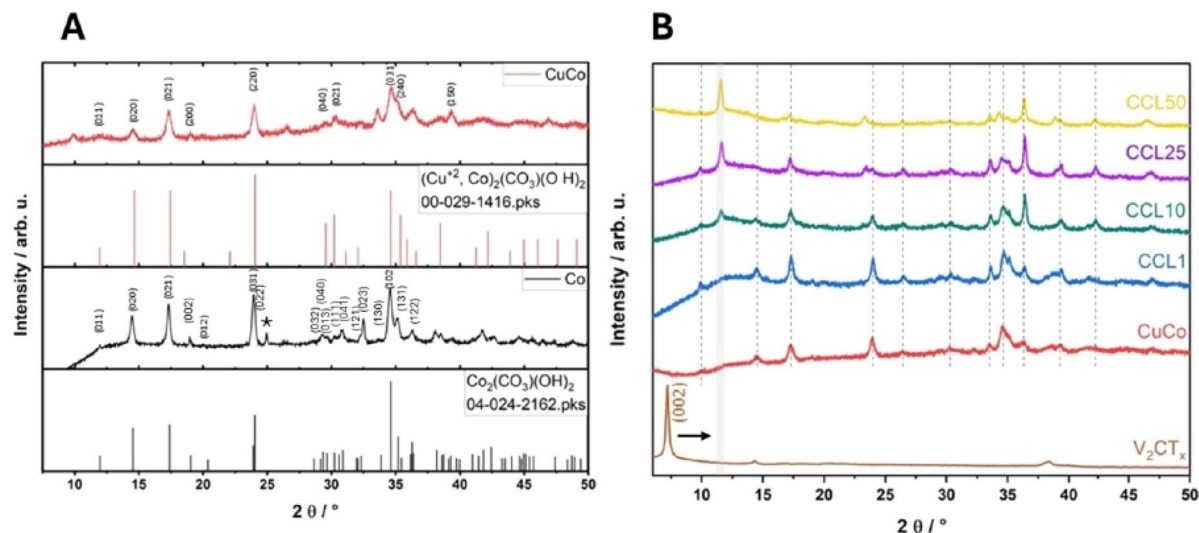 A
CuCo
(011)
(020)
(021)
(200)
(220)
(040)
(021)
(031)
(240)
(150)
(Cu⁺², Co)₂(CO₃)(O H)₂
00-029-1416.pks
Co
(011)
(020)
(021)
(002)
(012)
(031)
(022)
*
(032)
(040)
(013)
(111)
(041)
(121)
(023)
(130)
(102
(131)
(122)
Co₂(CO₃)(OH)₂
04-024-2162.pks
Intensity / arb. u.
10 15 20 25 30 35 40 45 50
2 θ / °
B
CCL50
CCL25
CCL10
CCL1
CuCo
(002)
V₂CTₓ
Intensity / arb. u.
10 15 20 25 30 35 40 45 50
2 θ / °